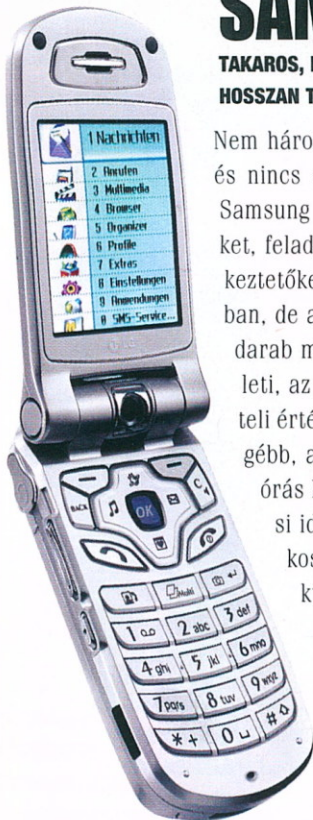 SAM
TAKAROS, 
HOSSZAN T
Nem háro
és nincs
Samsung
ket, felad
keztetőke
ban, de a
darab m
leti, az
teli érté
gébb, a
órás
si id
kos
k
1 Nachrichten
2 Anrufen
3 Multimedia
4 Browser
5 Organizer
6 Profile
7 Extras
8 Einstellungen
9 Anwendungen
0 SMS-Service...
LG
BACK
OK
C
1
2 abc
3 def
4 ghi
5 jkl
6 mno
7 pqrs
8 tuv
9 wxyz
* +
0
#